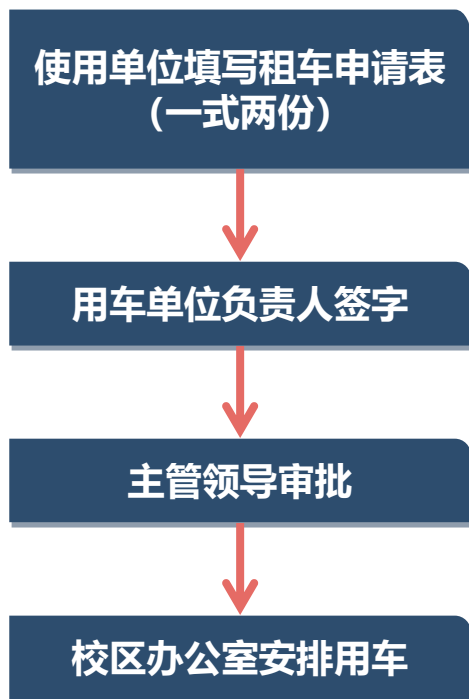 使用单位填写租车申请表
（一式两份）
用车单位负责人签字
主管领导审批
校区办公室安排用车